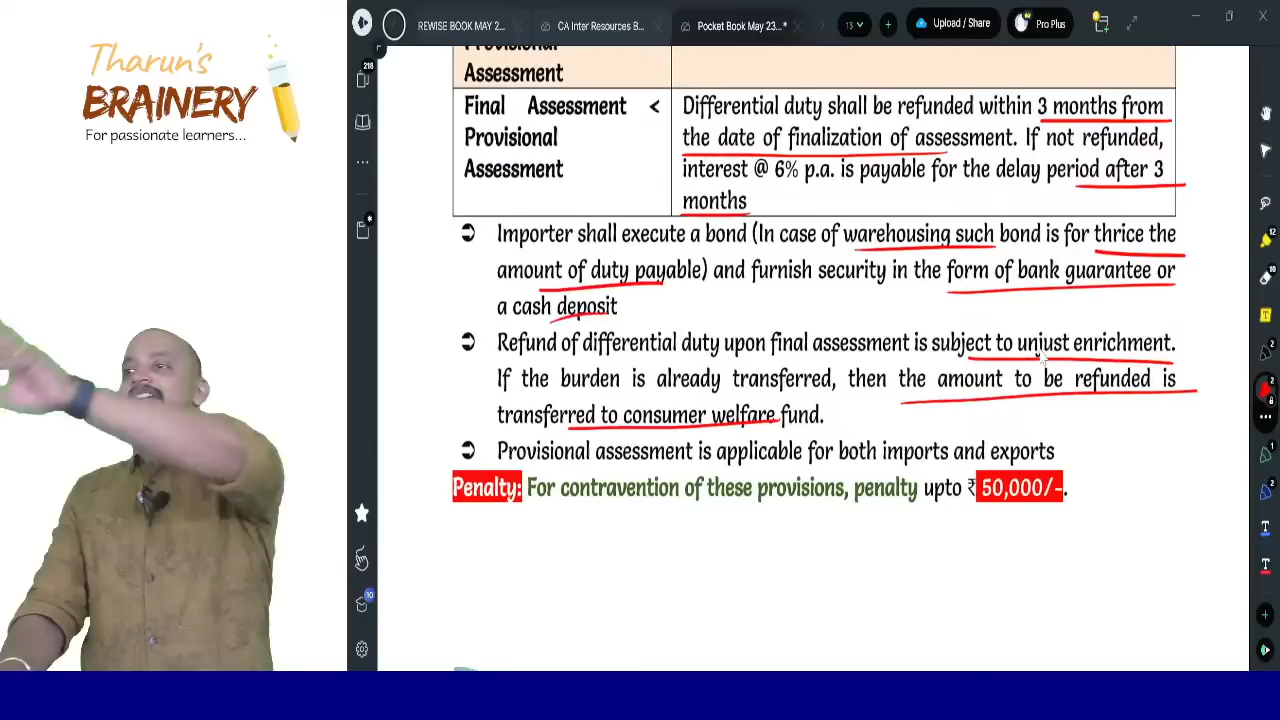 Tharun's
BRAINERY
For passionate learners...
REWISE BOOK MAY 2...
CA Inter Resources B...
Pocket Book May 23...*
13
Upload / Share
Pro Plus
218
Provisional
Assessment
Final Assessment <
Provisional
Assessment
Differential duty shall be refunded within 3 months from
the date of finalization of assessment. If not refunded,
interest @ 6% p.a. is payable for the delay period after 3
months
Importer shall execute a bond (In case of warehousing such bond is for thrice the
amount of duty payable) and furnish security in the form of bank guarantee or
a cash deposit
Refund of differential duty upon final assessment is subject to unjust enrichment.
If the burden is already transferred, then the amount to be refunded is
transferred to consumer welfare fund.
Provisional assessment is applicable for both imports and exports
Penalty: For contravention of these provisions, penalty upto ₹ 50,000/-.